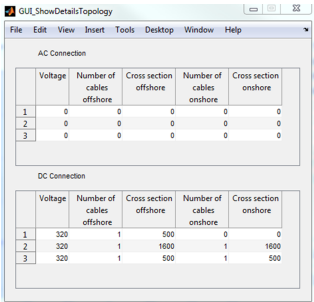 GUI_ShowDetailsTopology
File Edit View Insert Tools Desktop Window Help
AC Connection
Voltage Number of cables offshore Cross section offshore Number of cables onshore Cross section onshore
1 0 0 0 0 0
2 0 0 0 0 0
3 0 0 0 0 0
DC Connection
Voltage Number of cables offshore Cross section offshore Number of cables onshore Cross section onshore
1 320 1 500 0 0
2 320 1 1600 1 1600
3 320 1 500 1 500